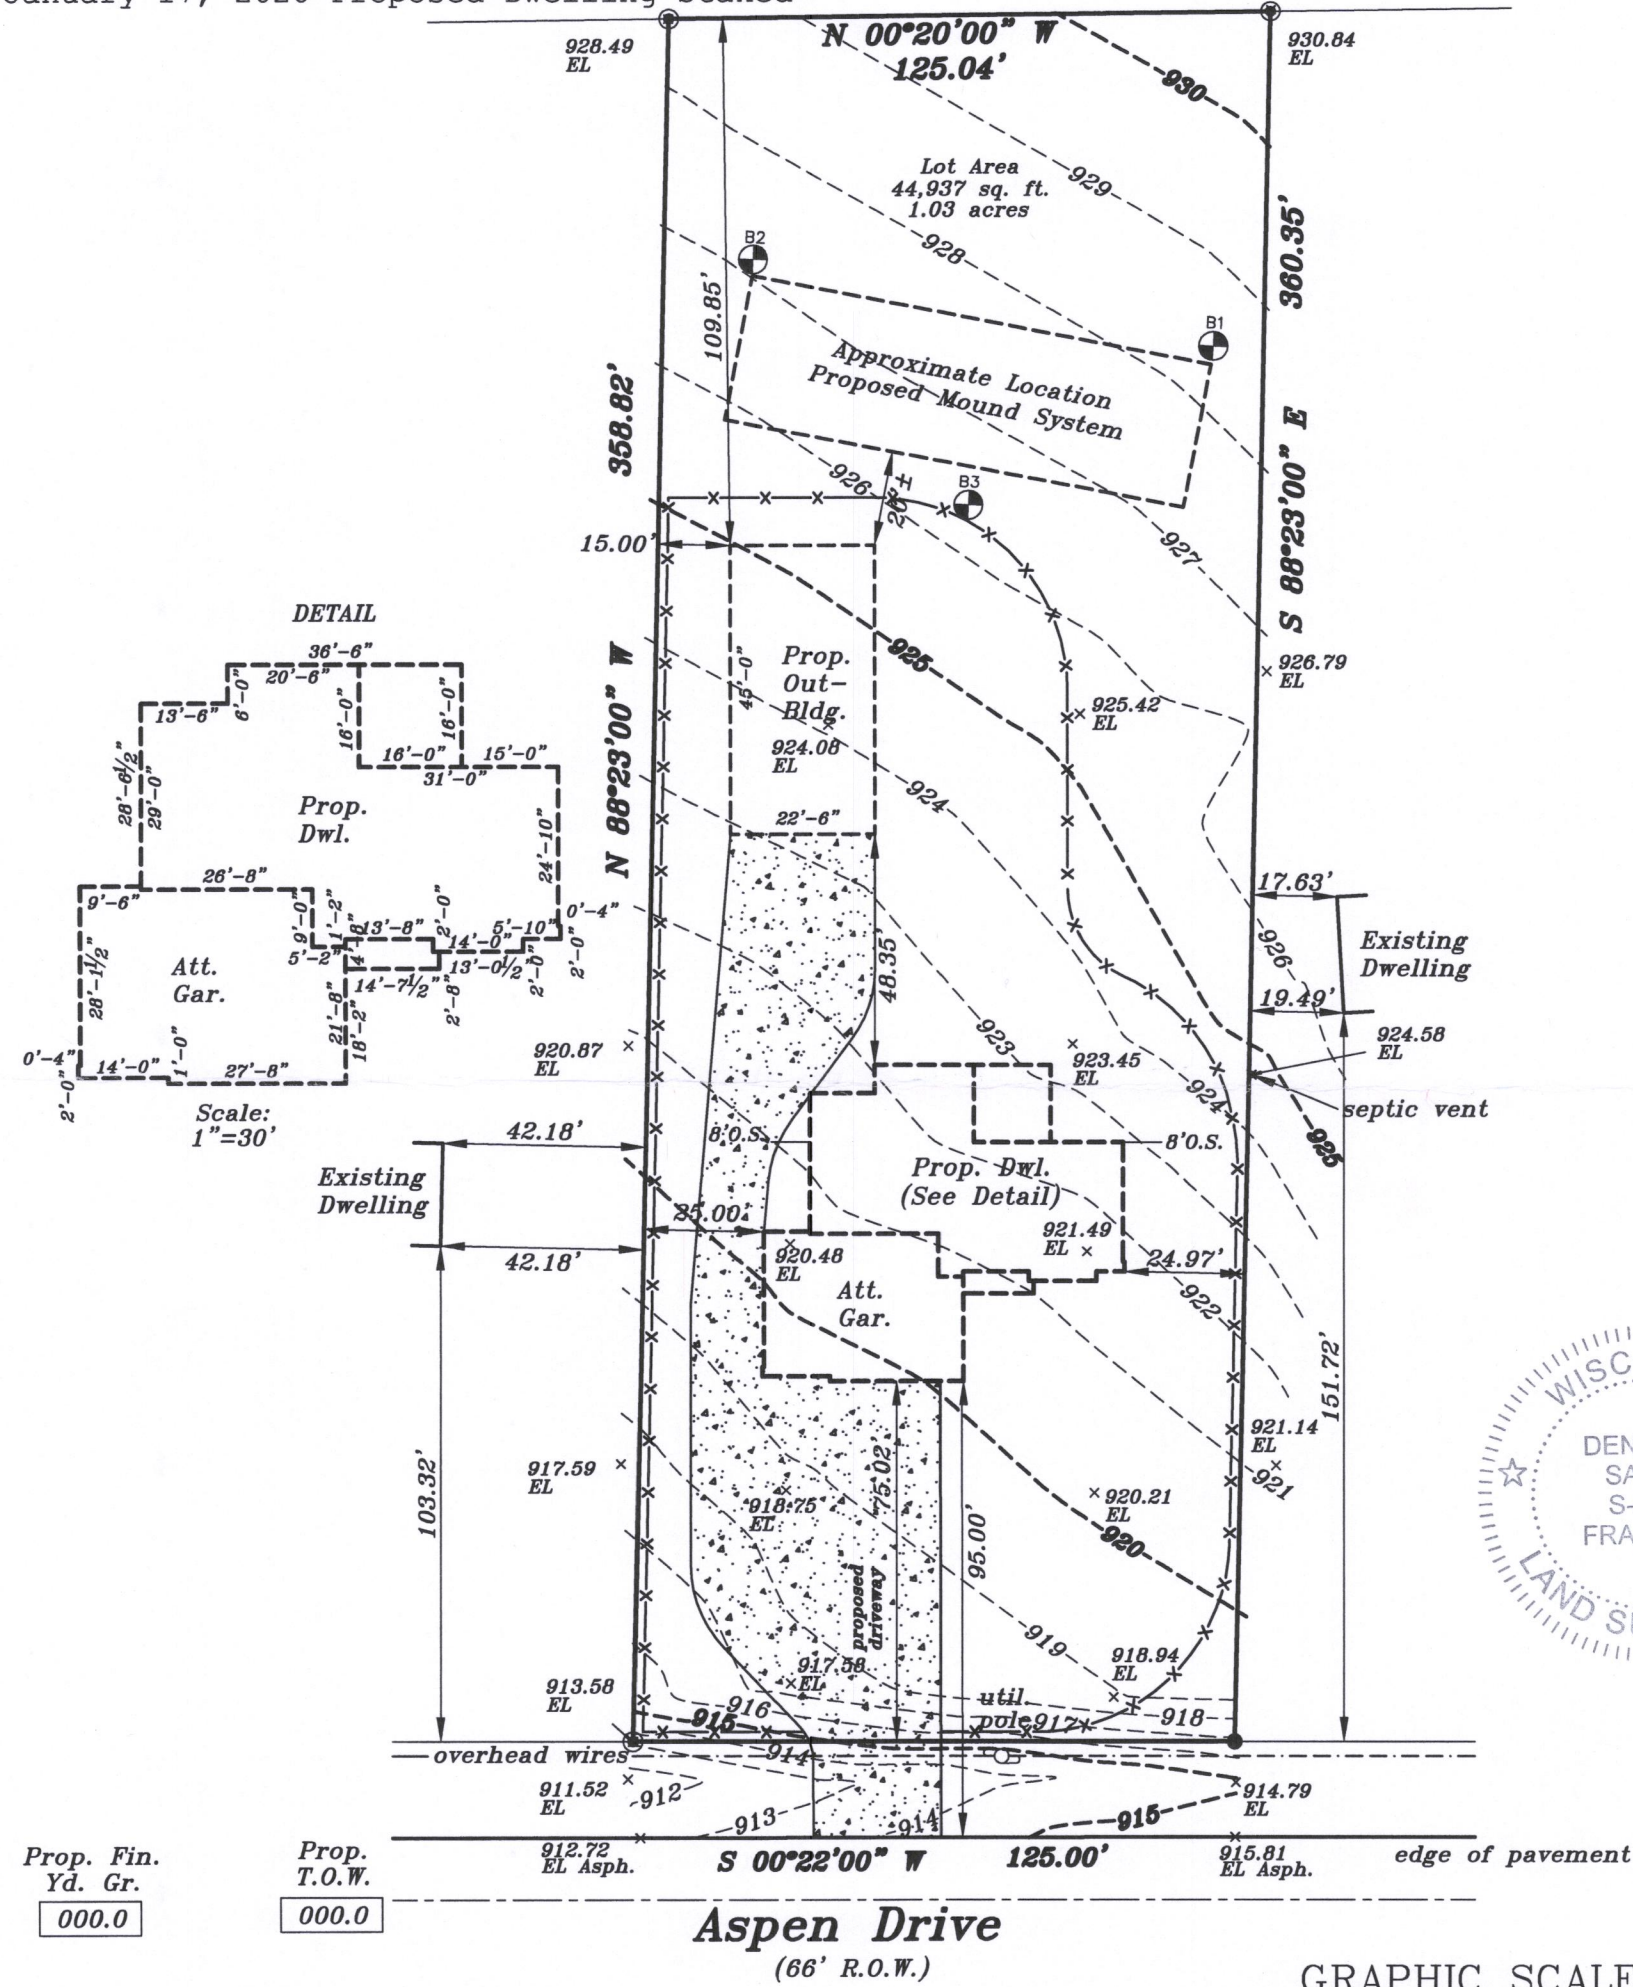 N 00°20'00" W
125.04'
928.49
EL
930.84
EL
930
Lot Area
44,937 sq. ft.
1.03 acres
929
928
B2
B1
109.85'
360.35'
S 88°23'00" E
Approximate Location
Proposed Mound System
358.82'
N 88°23'00" W
926
20'±
B3
927
15.00'
925
Prop.
Out-
Bldg.
45'-0"
924.08
EL
925.42
EL
926.79
EL
924
22'-6"
DETAIL
36'-6"
20'-6"
6'-0"
13'-6"
16'-0"
16'-0"
16'-0"
15'-0"
31'-0"
28'-6½"
29'-0"
Prop.
Dwl.
24'-10"
26'-8"
9'-6"
9'-0"
1'-2"
5'-2"
4'-8"
13'-8"
2'-0"
14'-0"
5'-10"
0'-4"
2'-0"
13'-0½"
2'-0"
14'-7½"
2'-8"
28'-1½"
Att.
Gar.
21'-8"
18'-2"
0'-4"
14'-0"
1'-0"
27'-8"
2'-0"
Scale:
1"=30'
48.35'
17.63'
Existing
Dwelling
926
19.49'
924.58
EL
920.87
EL
923
923.45
EL
924
septic vent
925
42.18'
8'O.S.
8'O.S.
Existing
Dwelling
Prop. Dwl.
(See Detail)
25.00'
921.49
EL
920.48
EL
42.18'
24.97'
922
Att.
Gar.
151.72'
103.32'
917.59
EL
75.02'
95.00'
918.75
EL
920.21
EL
920
921.14
EL
921
proposed
driveway
919
917.58
EL
918.94
EL
913.58
EL
916
915
util.
pole
917
918
overhead wires
914
911.52
EL
912
913
914
915
914.79
EL
912.72
EL Asph.
S 00°22'00" W
125.00'
915.81
EL Asph.
edge of pavement
Prop. Fin.
Yd. Gr.
000.0
Prop.
T.O.W.
000.0
Aspen Drive
(66' R.O.W.)
GRAPHIC SCALE
WISC
DEN
SA
S-
FRA
LAND S